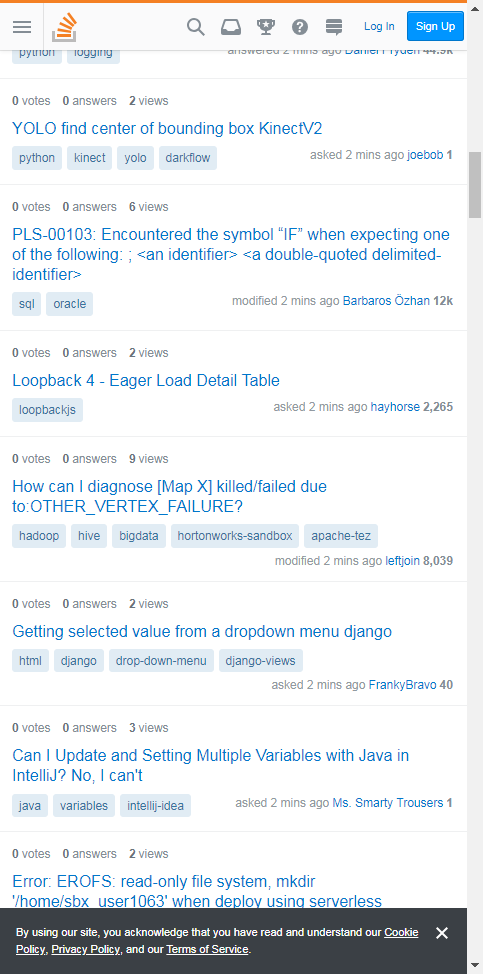 Log In Sign Up
python logging
answered 2 mins ago Daniel Fryden 44.9k
0 votes 0 answers 2 views
YOLO find center of bounding box KinectV2
python kinect yolo darkflow
asked 2 mins ago joebob 1
0 votes 0 answers 6 views
PLS-00103: Encountered the symbol “IF” when expecting one
of the following: ; <an identifier> <a double-quoted delimited-
identifier>
sql oracle
modified 2 mins ago Barbaros Özhan 12k
0 votes 0 answers 2 views
Loopback 4 - Eager Load Detail Table
loopbackjs
asked 2 mins ago hayhorse 2,265
0 votes 0 answers 9 views
How can I diagnose [Map X] killed/failed due
to:OTHER_VERTEX_FAILURE?
hadoop hive bigdata hortonworks-sandbox apache-tez
modified 2 mins ago leftjoin 8,039
0 votes 0 answers 2 views
Getting selected value from a dropdown menu django
html django drop-down-menu django-views
asked 2 mins ago FrankyBravo 40
0 votes 0 answers 3 views
Can I Update and Setting Multiple Variables with Java in
IntelliJ? No, I can't
java variables intellij-idea
asked 2 mins ago Ms. Smarty Trousers 1
0 votes 0 answers 2 views
Error: EROFS: read-only file system, mkdir
'/home/sbx_user1063' when deploy using serverless
By using our site, you acknowledge that you have read and understand our Cookie
Policy, Privacy Policy, and our Terms of Service.